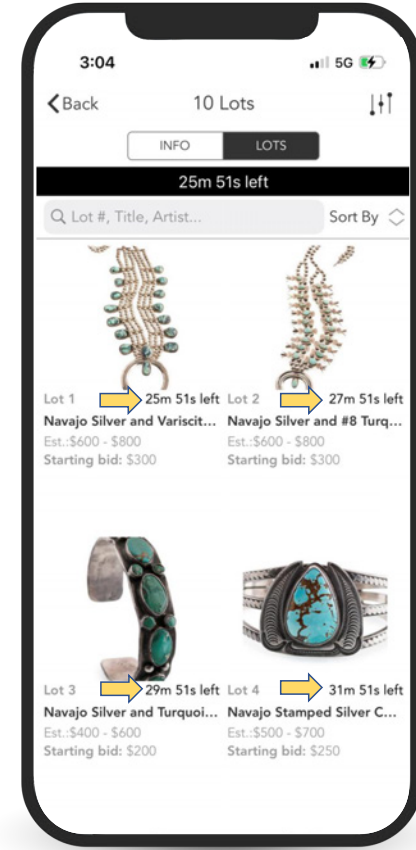 3:04 5G
Back 10 Lots
INFO LOTS
25m 51s left
Lot #, Title, Artist... Sort By
Lot 1 25m 51s left
Navajo Silver and Variscit...
Est.:$600 - $800
Starting bid: $300
Lot 2 27m 51s left
Navajo Silver and #8 Turq...
Est.:$600 - $800
Starting bid: $300
Lot 3 29m 51s left
Navajo Silver and Turquoi...
Est.:$400 - $600
Starting bid: $200
Lot 4 31m 51s left
Navajo Stamped Silver C...
Est.:$500 - $700
Starting bid: $250